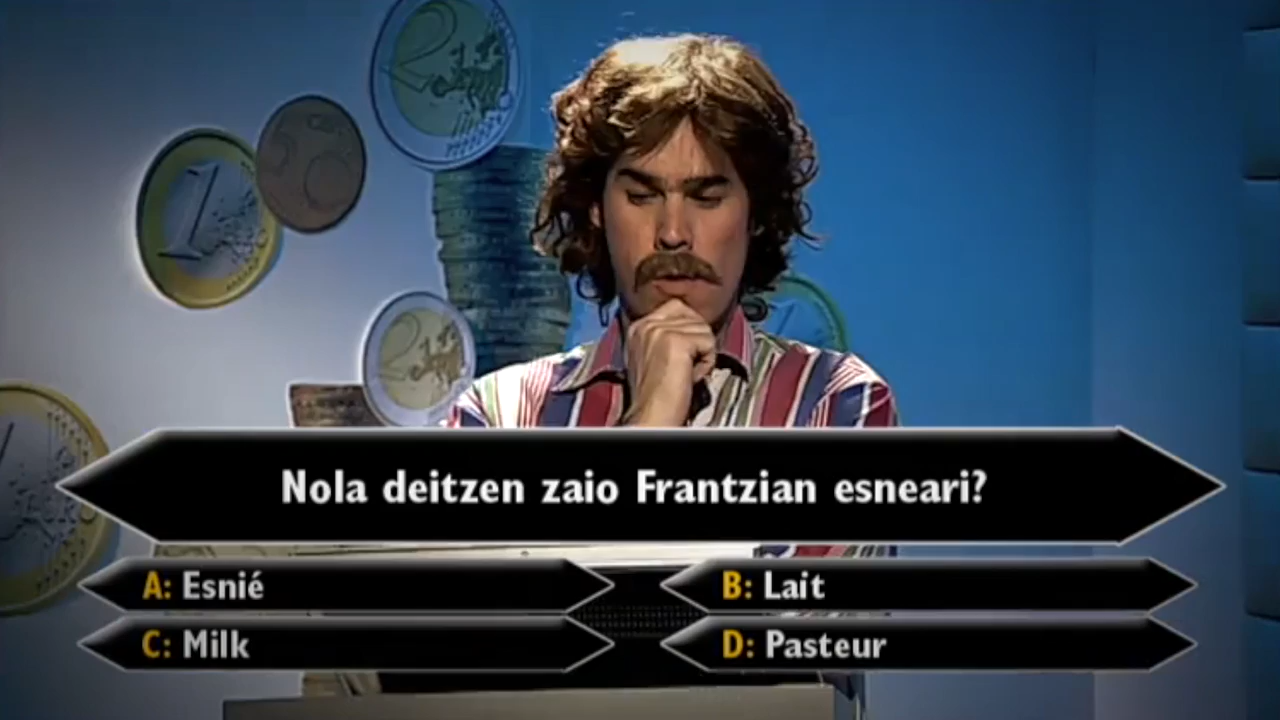 Nola deitzen zaio Frantzian esneari?
A: Esnié
B: Lait
C: Milk
D: Pasteur